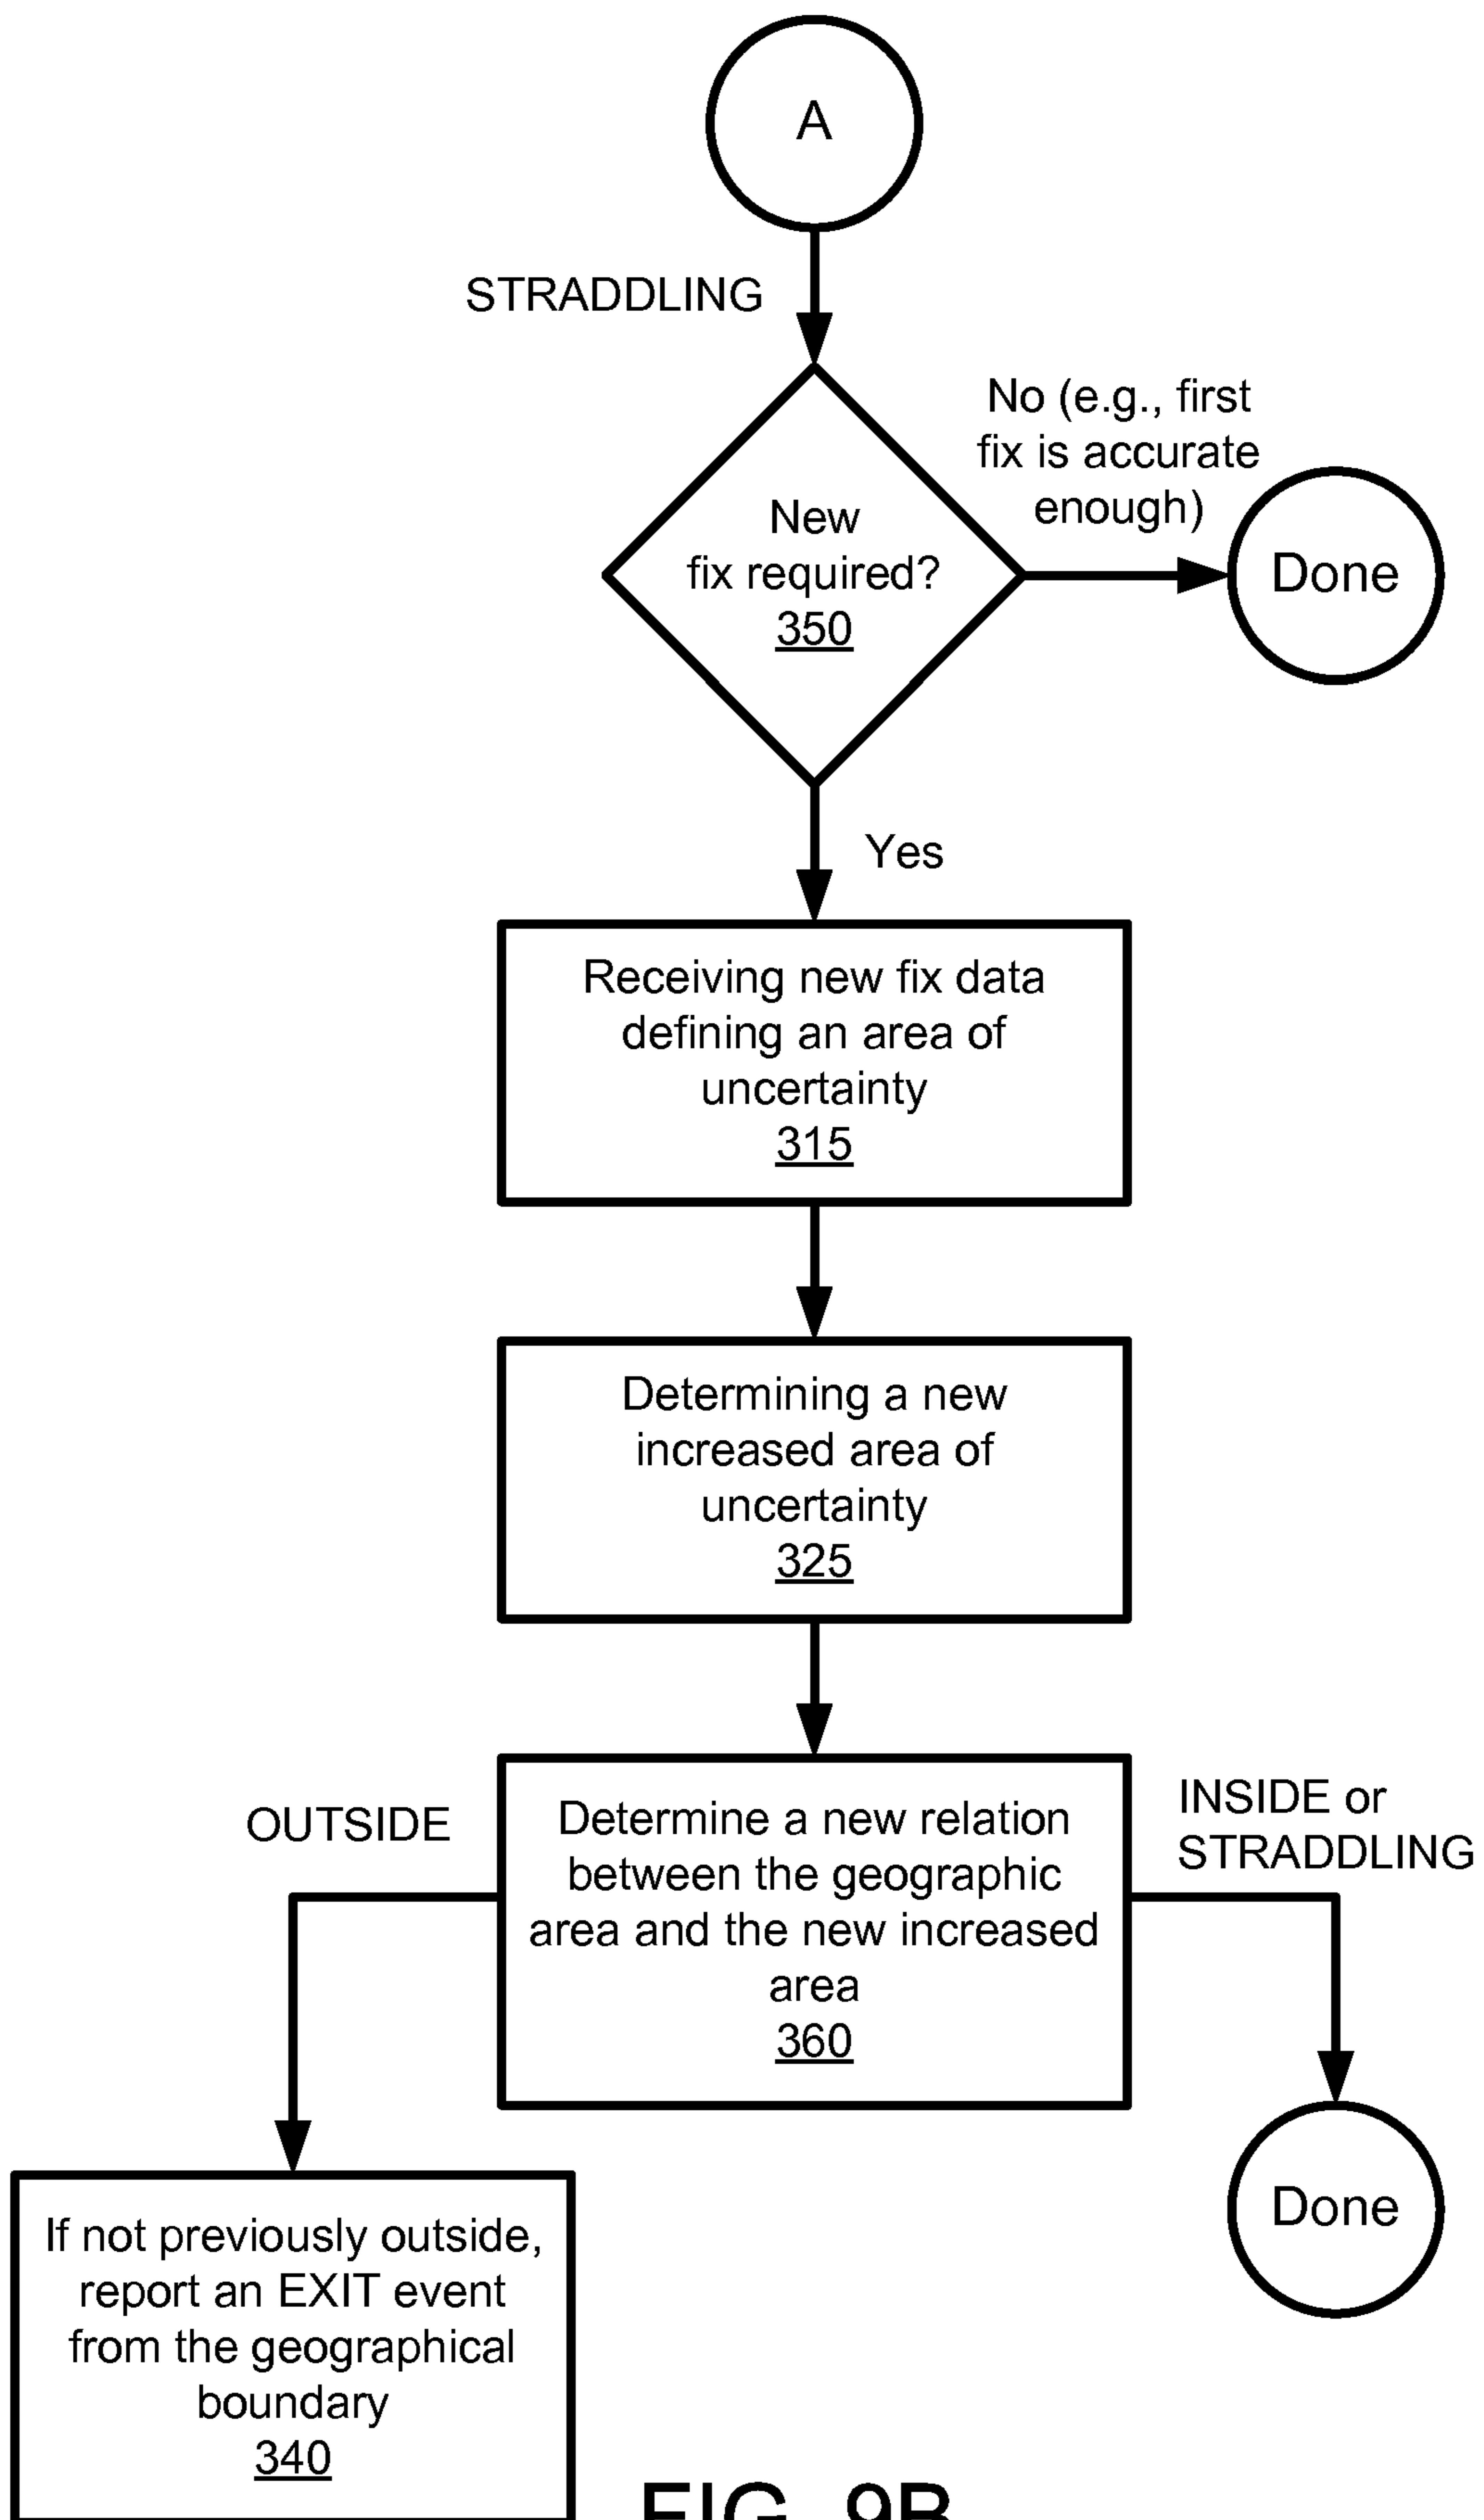 A
STRADDLING
No (e.g., first
fix is accurate
enough)
New
fix required?
350
Done
Yes
Receiving new fix data
defining an area of
uncertainty
315
Determining a new
increased area of
uncertainty
325
OUTSIDE
Determine a new relation
between the geographic
area and the new increased
area
360
INSIDE or
STRADDLING
Done
If not previously outside,
report an EXIT event
from the geographical
boundary
340
FIG. 9B